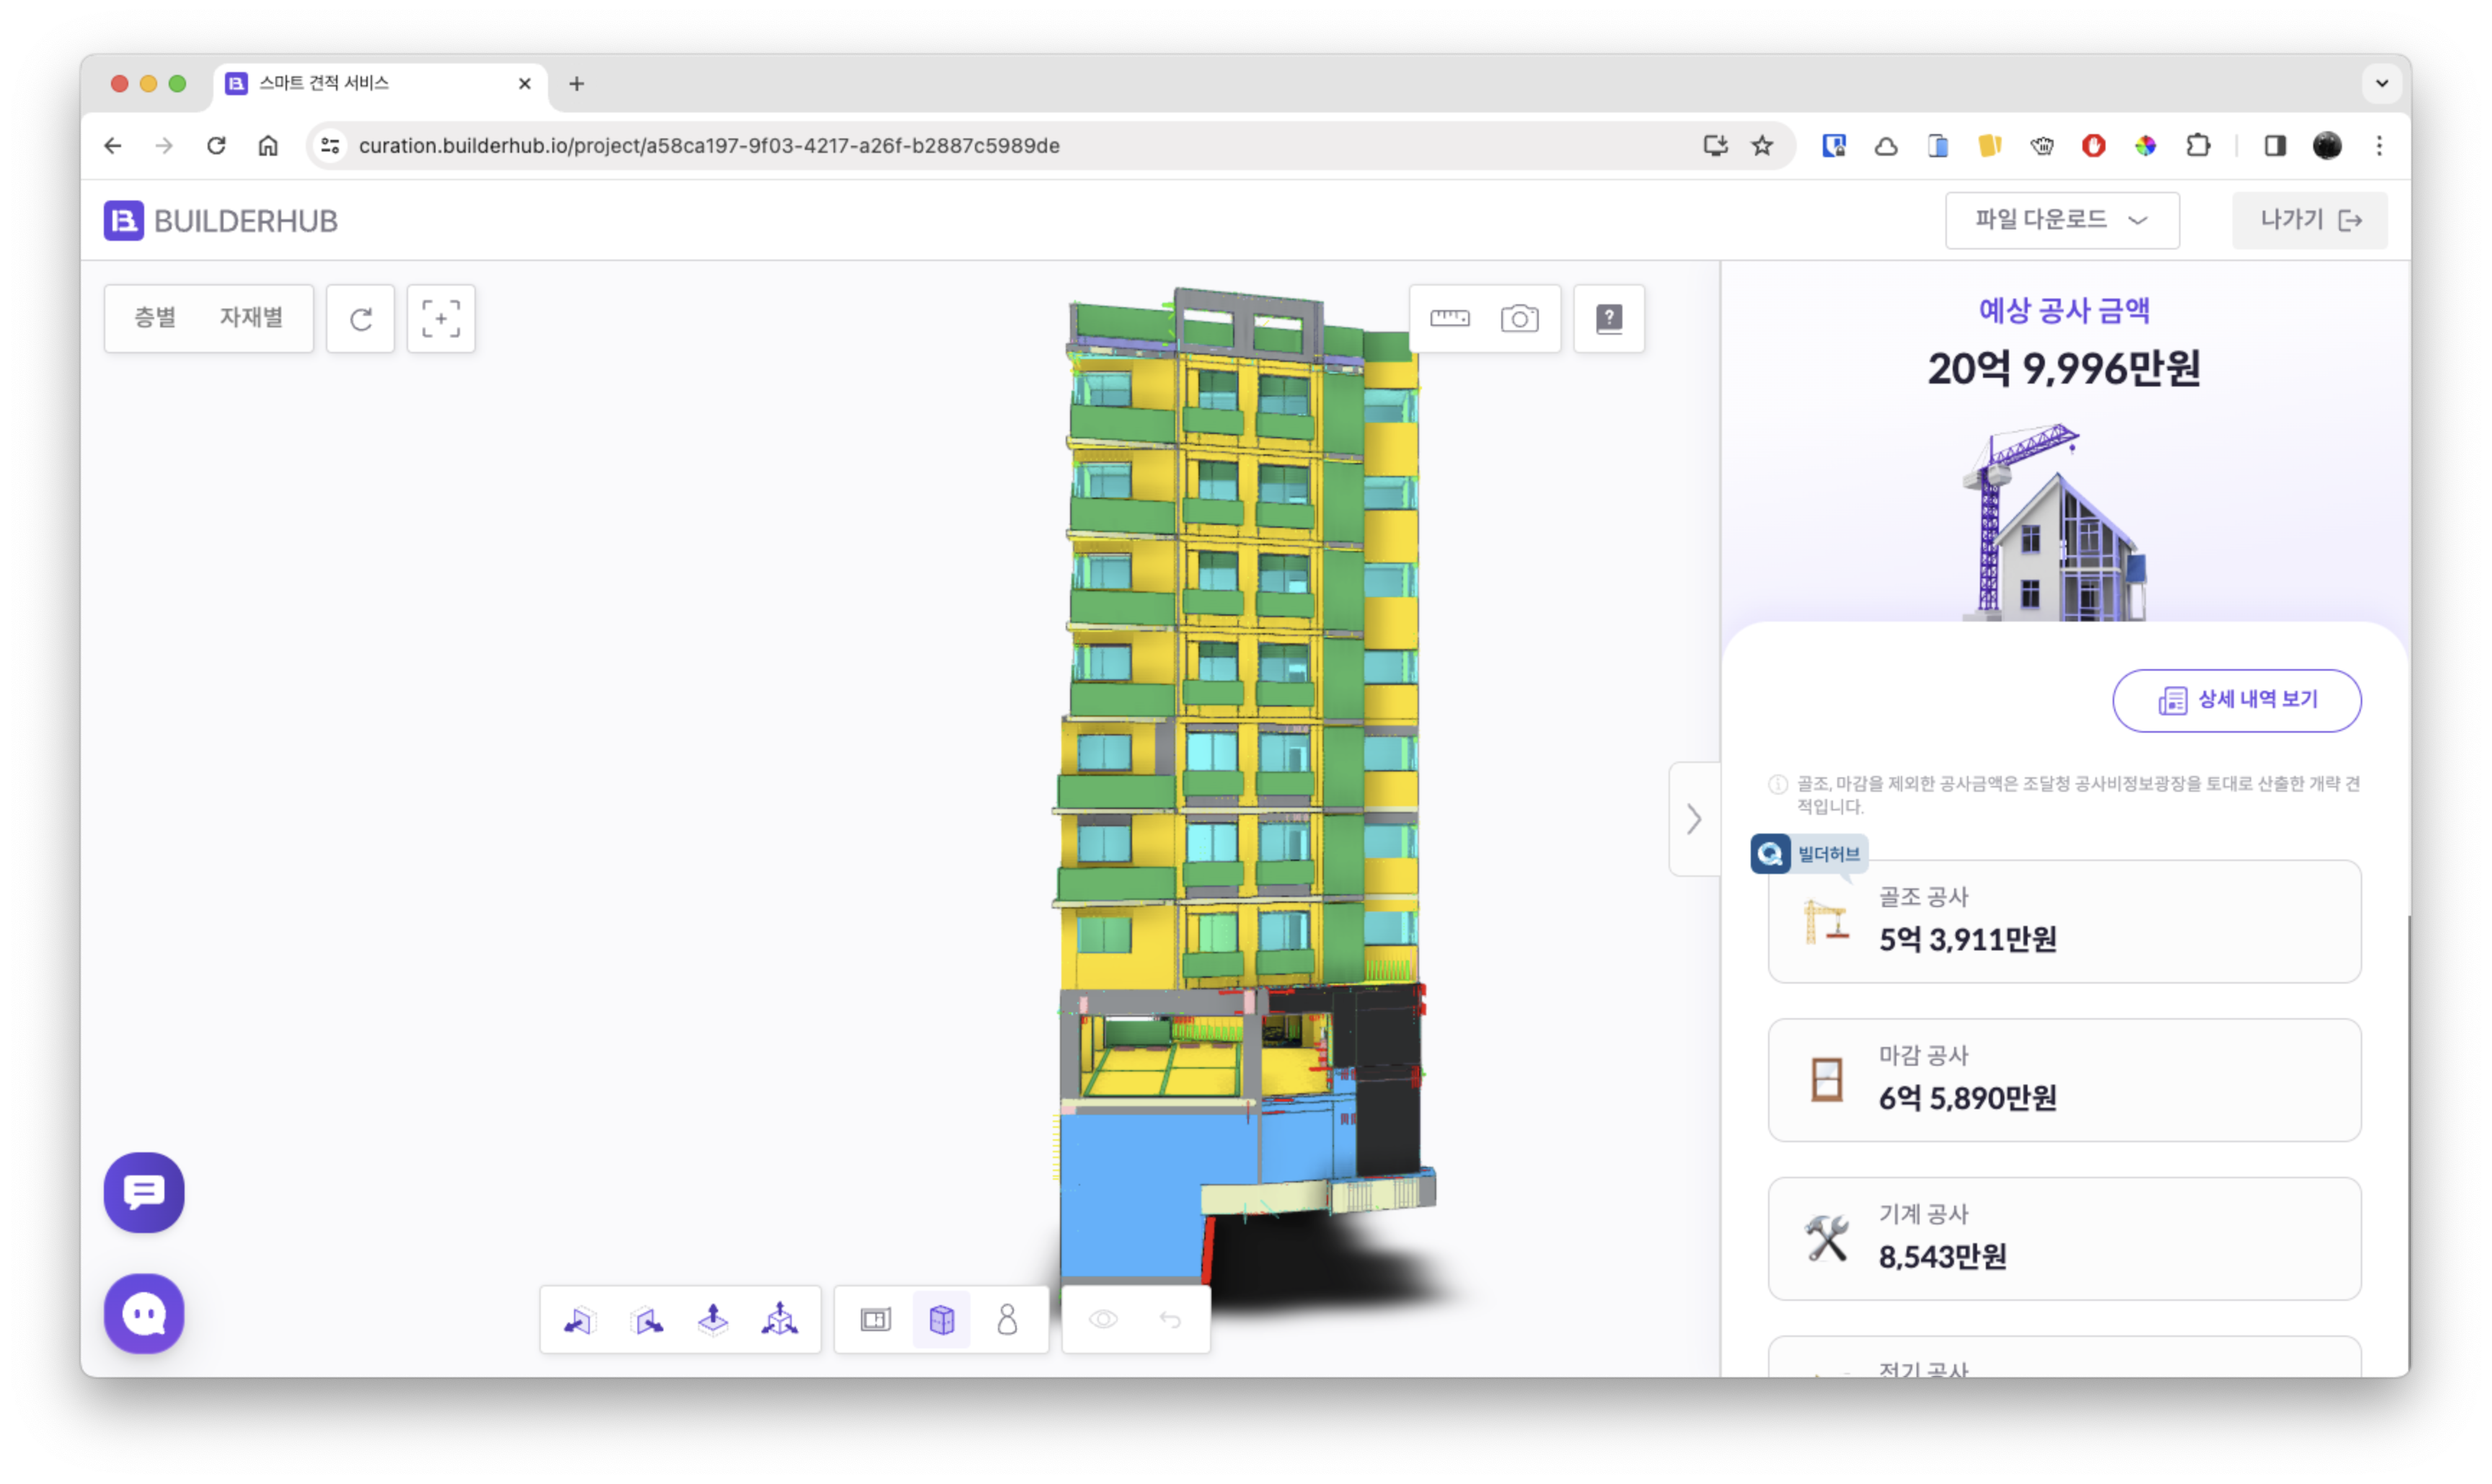 스마트 견적 서비스
curation.builderhub.io/project/a58ca197-9f03-4217-a26f-b2887c5989de
BUILDERHUB
파일 다운로드
나가기
층별 자재별
예상 공사 금액
20억 9,996만원
상세 내역 보기
골조, 마감을 제외한 공사금액은 조달청 공사비정보광장을 토대로 산출한 개략 견
적입니다.
빌더허브
골조 공사
5억 3,911만원
마감 공사
6억 5,890만원
기계 공사
8,543만원
전기 공사